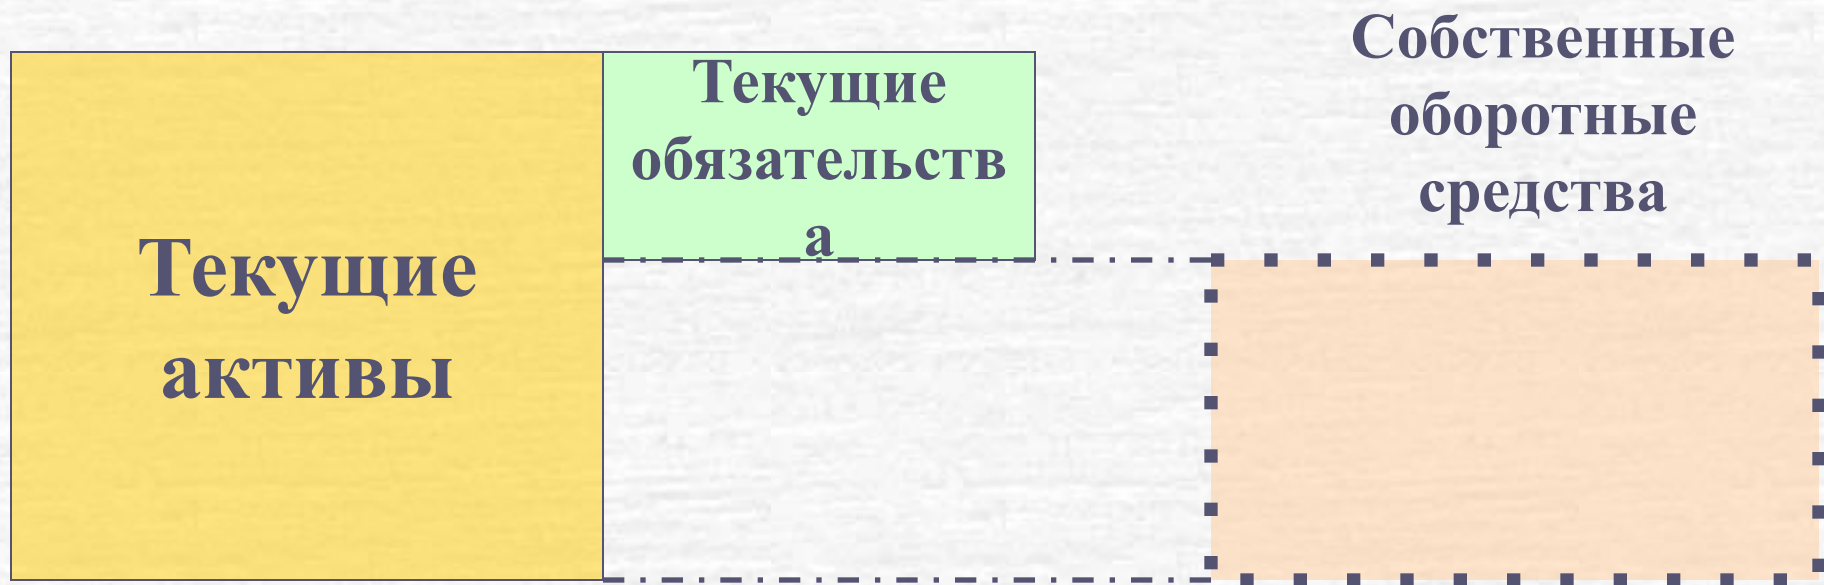 Текущие
активы
Текущие
обязательств
а
Собственные
оборотные
средства